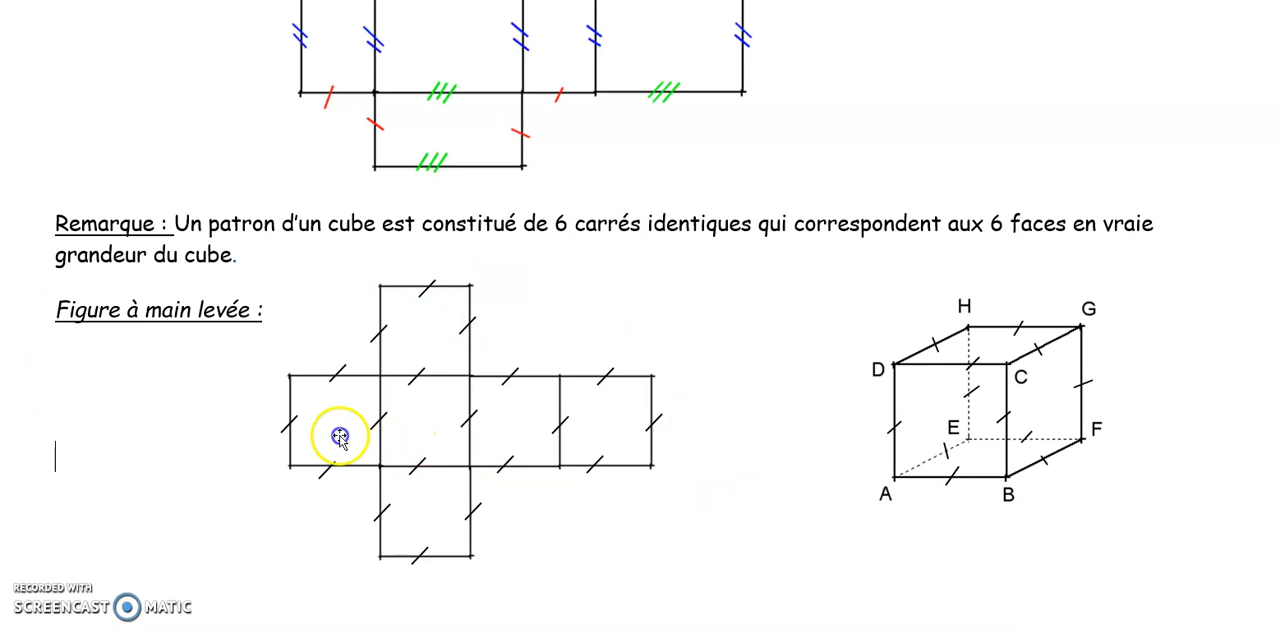 Remarque : Un patron d'un cube est constitué de 6 carrés identiques qui correspondent aux 6 faces en vraie
grandeur du cube.
Figure à main levée :
H
G
D
C
E
F
A
B
RECORDED WITH
SCREENCAST MATIC